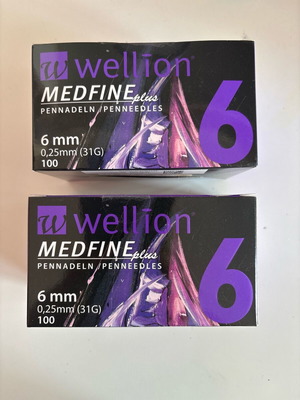 wellion
MEDFINE plus
PENNADELN /PENNEEDLES
6 mm
0,25mm (31G)
100
6
wellion
MEDFINE plus
PENNADELN /PENNEEDLES
6 mm
0,25mm (31G)
100
6